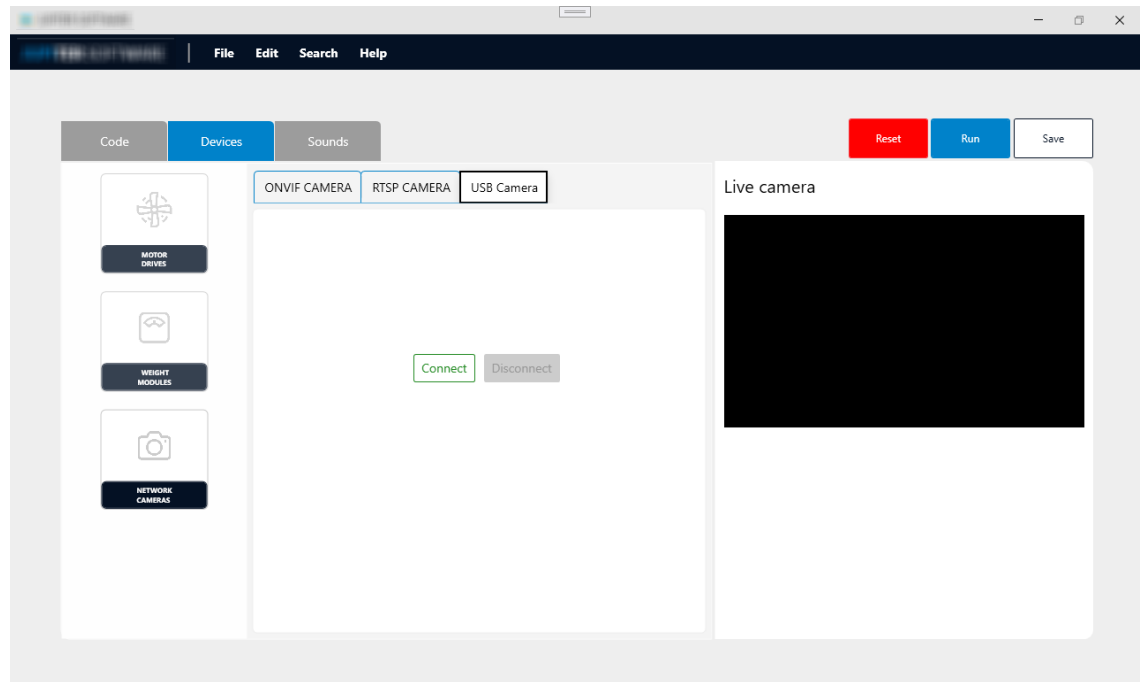 File Edit Search Help
Code Devices Sounds
Reset Run Save
MOTOR
DRIVES
WEIGHT
MODULES
NETWORK
CAMERAS
ONVIF CAMERA RTSP CAMERA USB Camera
Connect Disconnect
Live camera